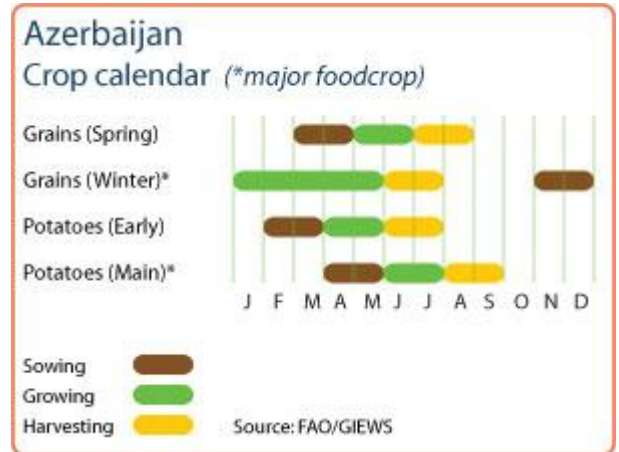 Azerbaijan
Crop calendar (*major foodcrop)
Grains (Spring)
Grains (Winter)*
Potatoes (Early)
Potatoes (Main)*
J F M A M J J A S O N D
Sowing
Growing
Harvesting Source: FAO/GIEWS